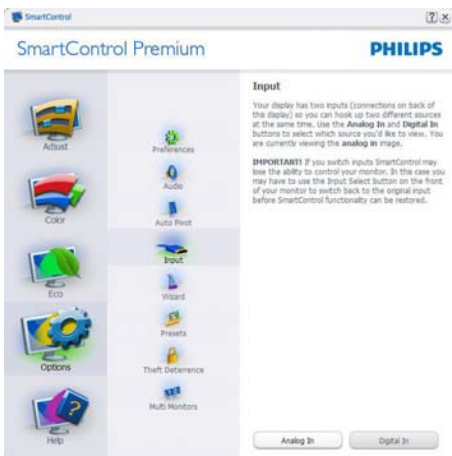 SmartControl
SmartControl Premium
PHILIPS
Adjust
Color
Eco
Options
Help
Preferences
Audio
Auto Pivot
Input
Wizard
Presets
Theft Deterrence
Multi Monitors
Input
Your display has two inputs (connections on back of
this display) so you can hook up two different sources
at the same time. Use the Analog In and Digital In
buttons to select which source you'd like to view. You
are currently viewing the analog in image.
IMPORTANT! If you switch inputs SmartControl may
lose the ability to control your monitor. In this case you
may have to use the Input Select button on the front
of your monitor to switch back to the original input
before SmartControl functionality can be restored.
Analog In
Digital In